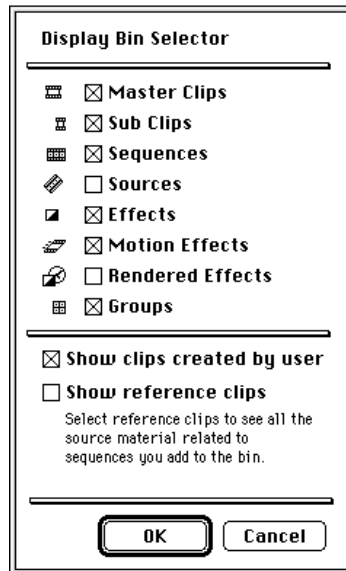 Display Bin Selector
Master Clips
Sub Clips
Sequences
Sources
Effects
Motion Effects
Rendered Effects
Groups
Show clips created by user
Show reference clips
Select reference clips to see all the
source material related to
sequences you add to the bin.
OK
Cancel